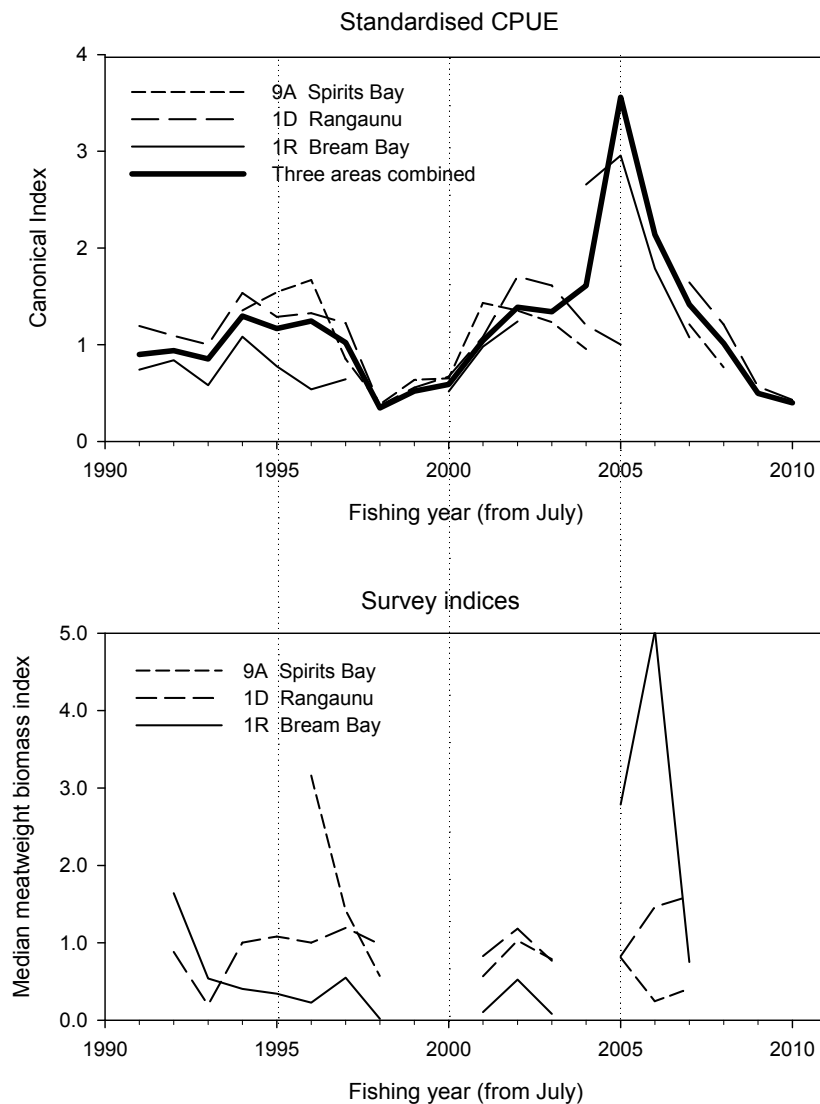 Standardised CPUE
4
3
2
1
0
Canonical Index
9A Spirits Bay
1D Rangaunu
1R Bream Bay
Three areas combined
1990 1995 2000 2005 2010
Fishing year (from July)
Survey indices
5.0
4.0
3.0
2.0
1.0
0.0
Median meatweight biomass index
9A Spirits Bay
1D Rangaunu
1R Bream Bay
1990 1995 2000 2005 2010
Fishing year (from July)